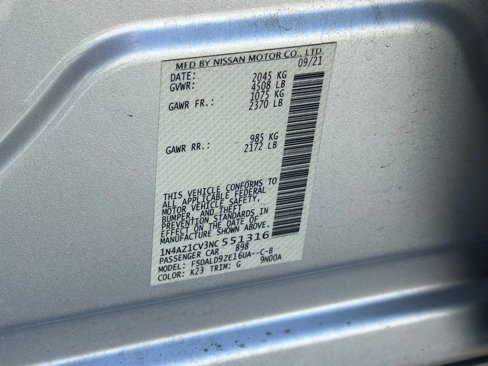 MFD BY NISSAN MOTOR CO., LTD
DATE: 09/21
GVWR: 2045 KG
4508 LB
GAWR FR.: 1075 KG
2370 LB
GAWR RR.: 985 KG
2172 LB
THIS VEHICLE CONFORMS TO
ALL APPLICABLE FEDERAL
MOTOR VEHICLE SAFETY,
BUMPER, AND THEFT
PREVENTION STANDARDS IN
EFFECT ON THE DATE OF
MANUFACTURE SHOWN ABOVE.
1N4AZ1CV3NC 551316
PASSENGER CAR 898
MODEL: FSDALD9ZE16UA--C-B
COLOR: K23 TRIM: G 9N00A